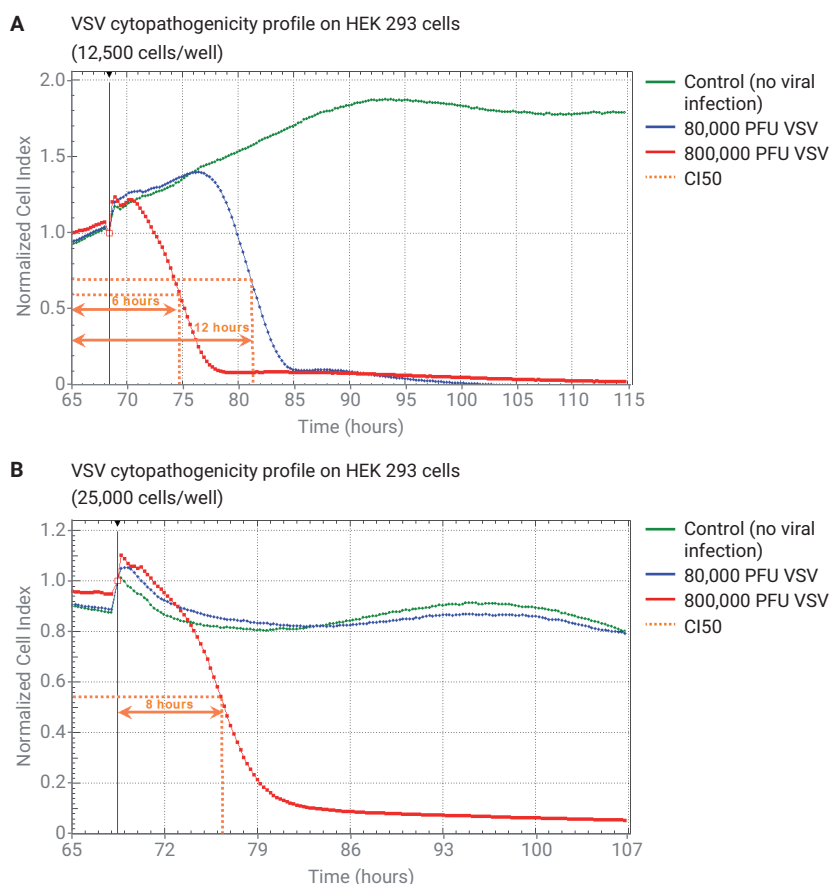 A
VSV cytopathogenicity profile on HEK 293 cells
(12,500 cells/well)
Normalized Cell Index
2.0
1.5
1.0
0.5
0
6 hours
12 hours
65 70 75 80 85 90 95 100 105 110 115
Time (hours)
Control (no viral
infection)
80,000 PFU VSV
800,000 PFU VSV
CI50
B
VSV cytopathogenicity profile on HEK 293 cells
(25,000 cells/well)
Normalized Cell Index
1.2
1.0
0.8
0.6
0.4
0.2
0
8 hours
65 72 79 86 93 100 107
Time (hours)
Control (no viral
infection)
80,000 PFU VSV
800,000 PFU VSV
CI50